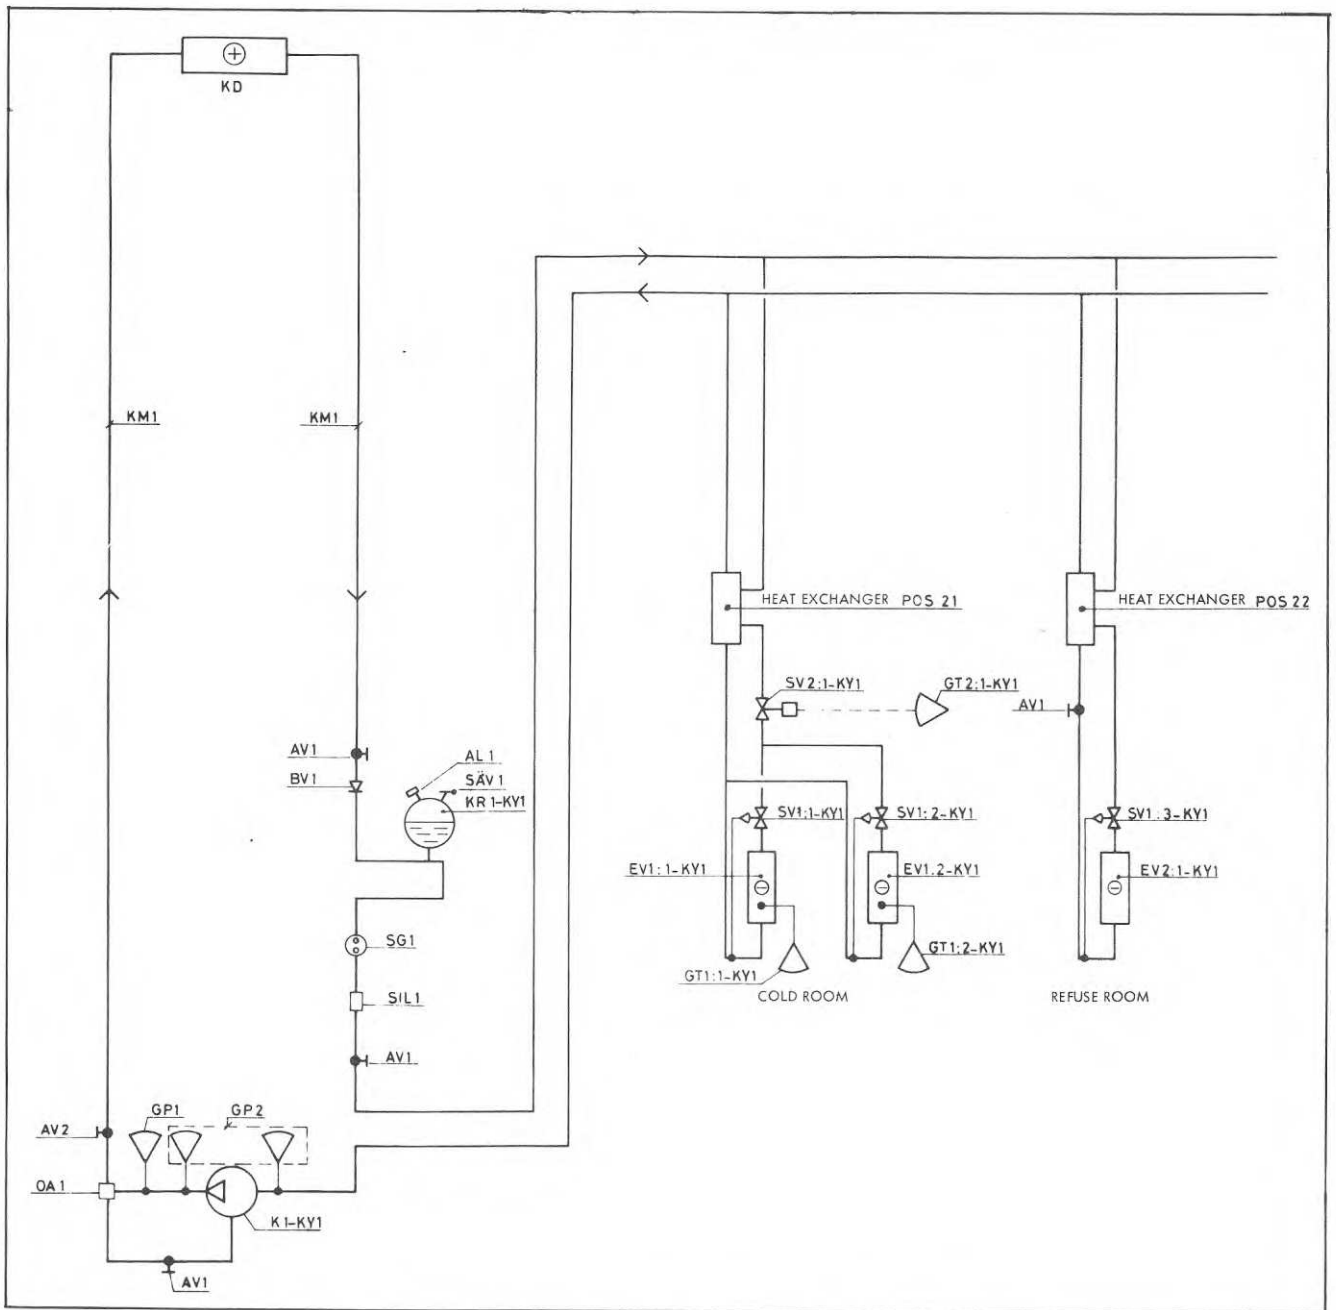 KD
KM1
KM1
HEAT EXCHANGER POS 21
HEAT EXCHANGER POS 22
SV2:1-KY1
GT2:1-KY1
AV1
AV1
BV1
AL1
SÄV1
KR1-KY1
SV1:1-KY1
SV1:2-KY1
SV1:3-KY1
EV1:1-KY1
EV1.2-KY1
EV2:1-KY1
SG1
GT1:1-KY1
GT1:2-KY1
SIL1
COLD ROOM
REFUSE ROOM
AV1
GP1
GP2
AV2
OA1
K1-KY1
AV1